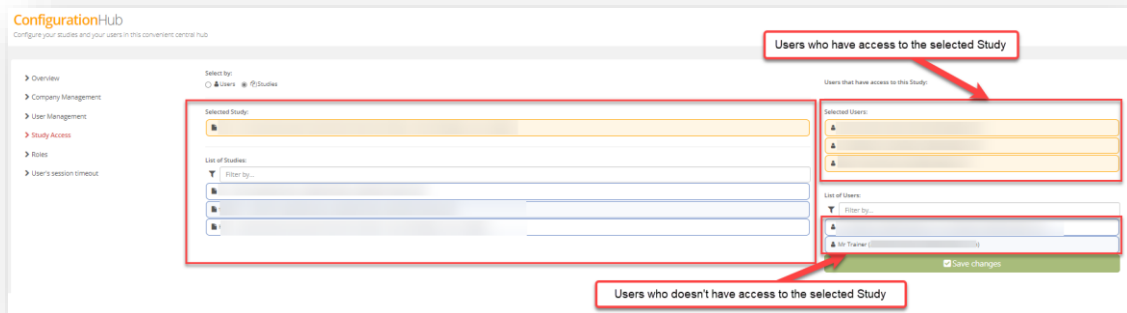 ConfigurationHub
Configure your studies and your users in this convenient central hub
Users who have access to the selected Study
Overview
Company Management
User Management
Study Access
Roles
User's session timeout
Select by:
Users Studies
Selected Study:
List of Studies:
Filter by...
Users that have access to this Study:
Selected Users:
List of Users:
Filter by...
Mr Trainer (
Save changes
Users who doesn't have access to the selected Study